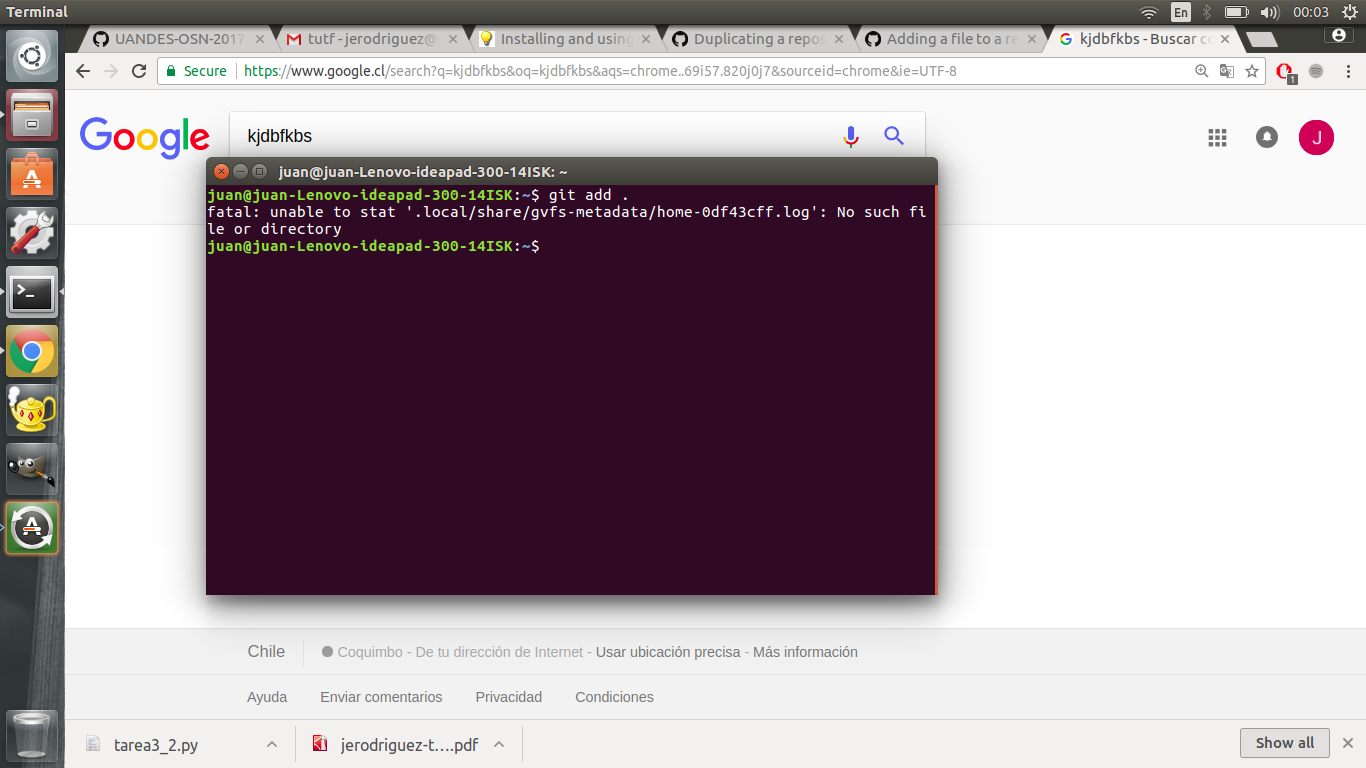 Terminal
En
00:03
UANDES-OSN-2017
tutf - jerodriguez@
Installing and using
Duplicating a repos
Adding a file to a re
kjdbfkbs - Buscar co
Secure
https://www.google.cl/search?q=kjdbfkbs&oq=kjdbfkbs&aqs=chrome..69i57.820j0j7&sourceid=chrome&ie=UTF-8
1
Google
kjdbfkbs
J
juan@juan-Lenovo-ideapad-300-14ISK: ~
juan@juan-Lenovo-ideapad-300-14ISK:~$ git add .
fatal: unable to stat '.local/share/gvfs-metadata/home-0df43cff.log': No such fi
le or directory
juan@juan-Lenovo-ideapad-300-14ISK:~$
Chile
Coquimbo - De tu dirección de Internet - Usar ubicación precisa - Más información
Ayuda
Enviar comentarios
Privacidad
Condiciones
tarea3_2.py
jerodriguez-t....pdf
Show all